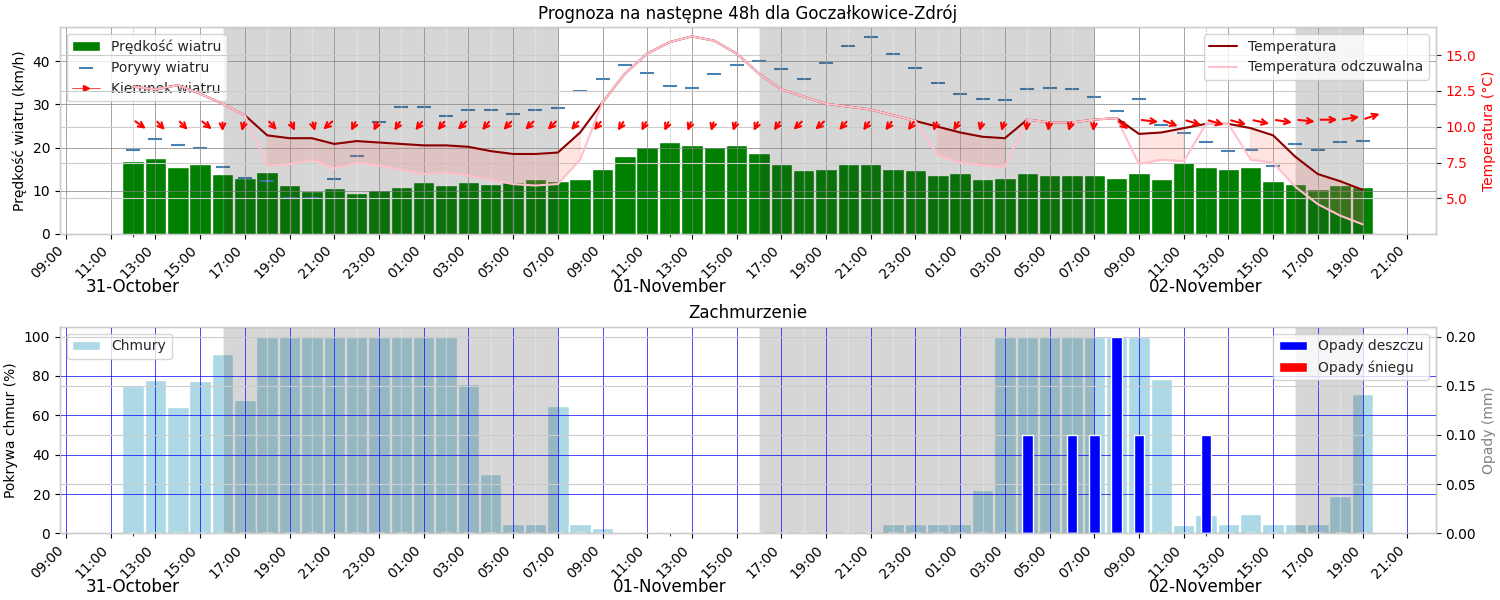 Prognoza na następne 48h dla Goczałkowice-Zdrój
Prędkość wiatru
Porywy wiatru
Kierunek wiatru
Temperatura
Temperatura odczuwalna
Prędkość wiatru (km/h)
40
30
20
10
0
15.0
12.5
10.0
7.5
5.0
Temperatura (°C)
09:00 11:00 13:00 15:00 17:00 19:00 21:00 23:00 01:00 03:00 05:00 07:00 09:00 11:00 13:00 15:00 17:00 19:00 21:00 23:00 01:00 03:00 05:00 07:00 09:00 11:00 13:00 15:00 17:00 19:00 21:00
31-October 01-November 02-November
Zachmurzenie
Chmury
Opady deszczu
Opady śniegu
Pokrywa chmur (%)
100
80
60
40
20
0
0.20
0.15
0.10
0.05
0.00
Opady (mm)
09:00 11:00 13:00 15:00 17:00 19:00 21:00 23:00 01:00 03:00 05:00 07:00 09:00 11:00 13:00 15:00 17:00 19:00 21:00 23:00 01:00 03:00 05:00 07:00 09:00 11:00 13:00 15:00 17:00 19:00 21:00
31-October 01-November 02-November